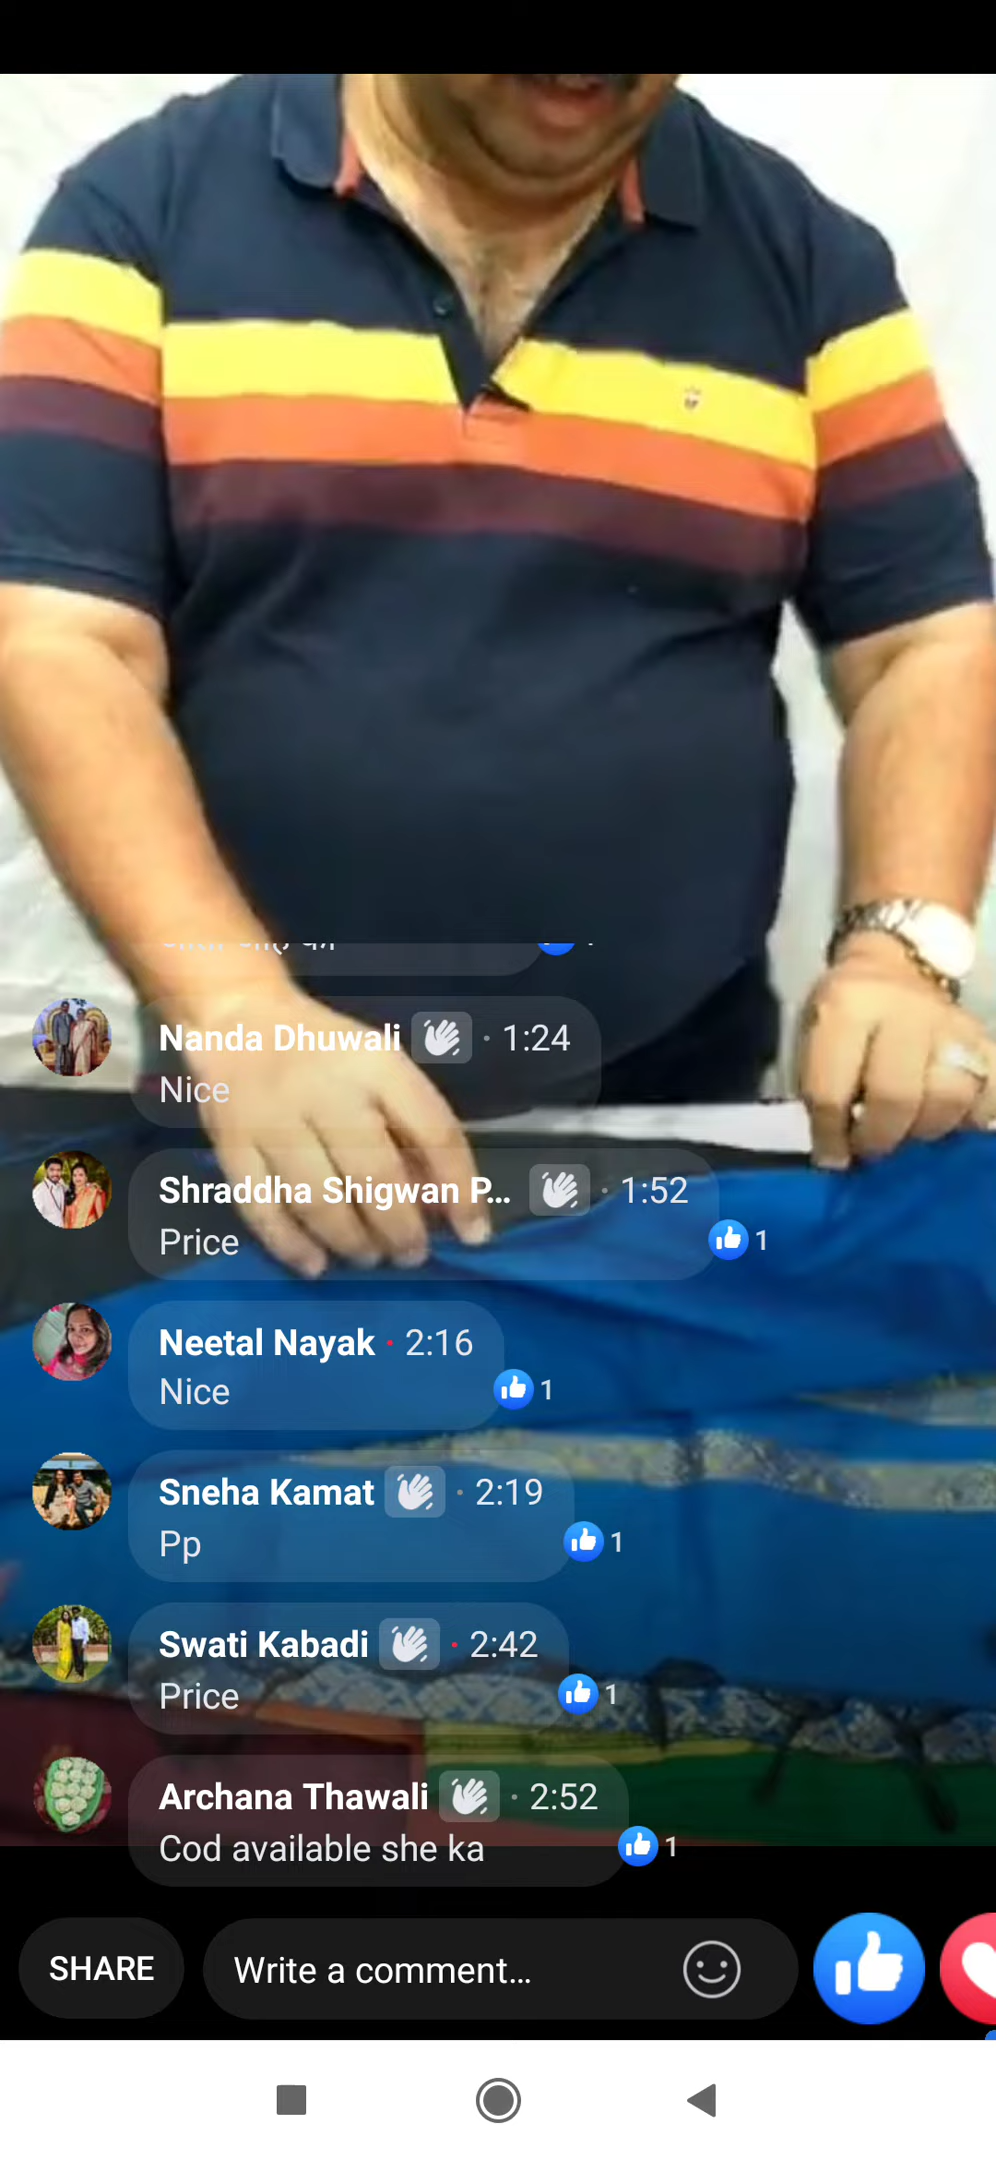 Nanda Dhuwali · 1:24
Nice
Shraddha Shigwan P... · 1:52
Price
1
Neetal Nayak · 2:16
Nice
1
Sneha Kamat · 2:19
Pp
1
Swati Kabadi · 2:42
Price
1
Archana Thawali · 2:52
Cod available she ka
1
SHARE
Write a comment...